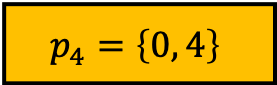 p₄ = {0, 4}